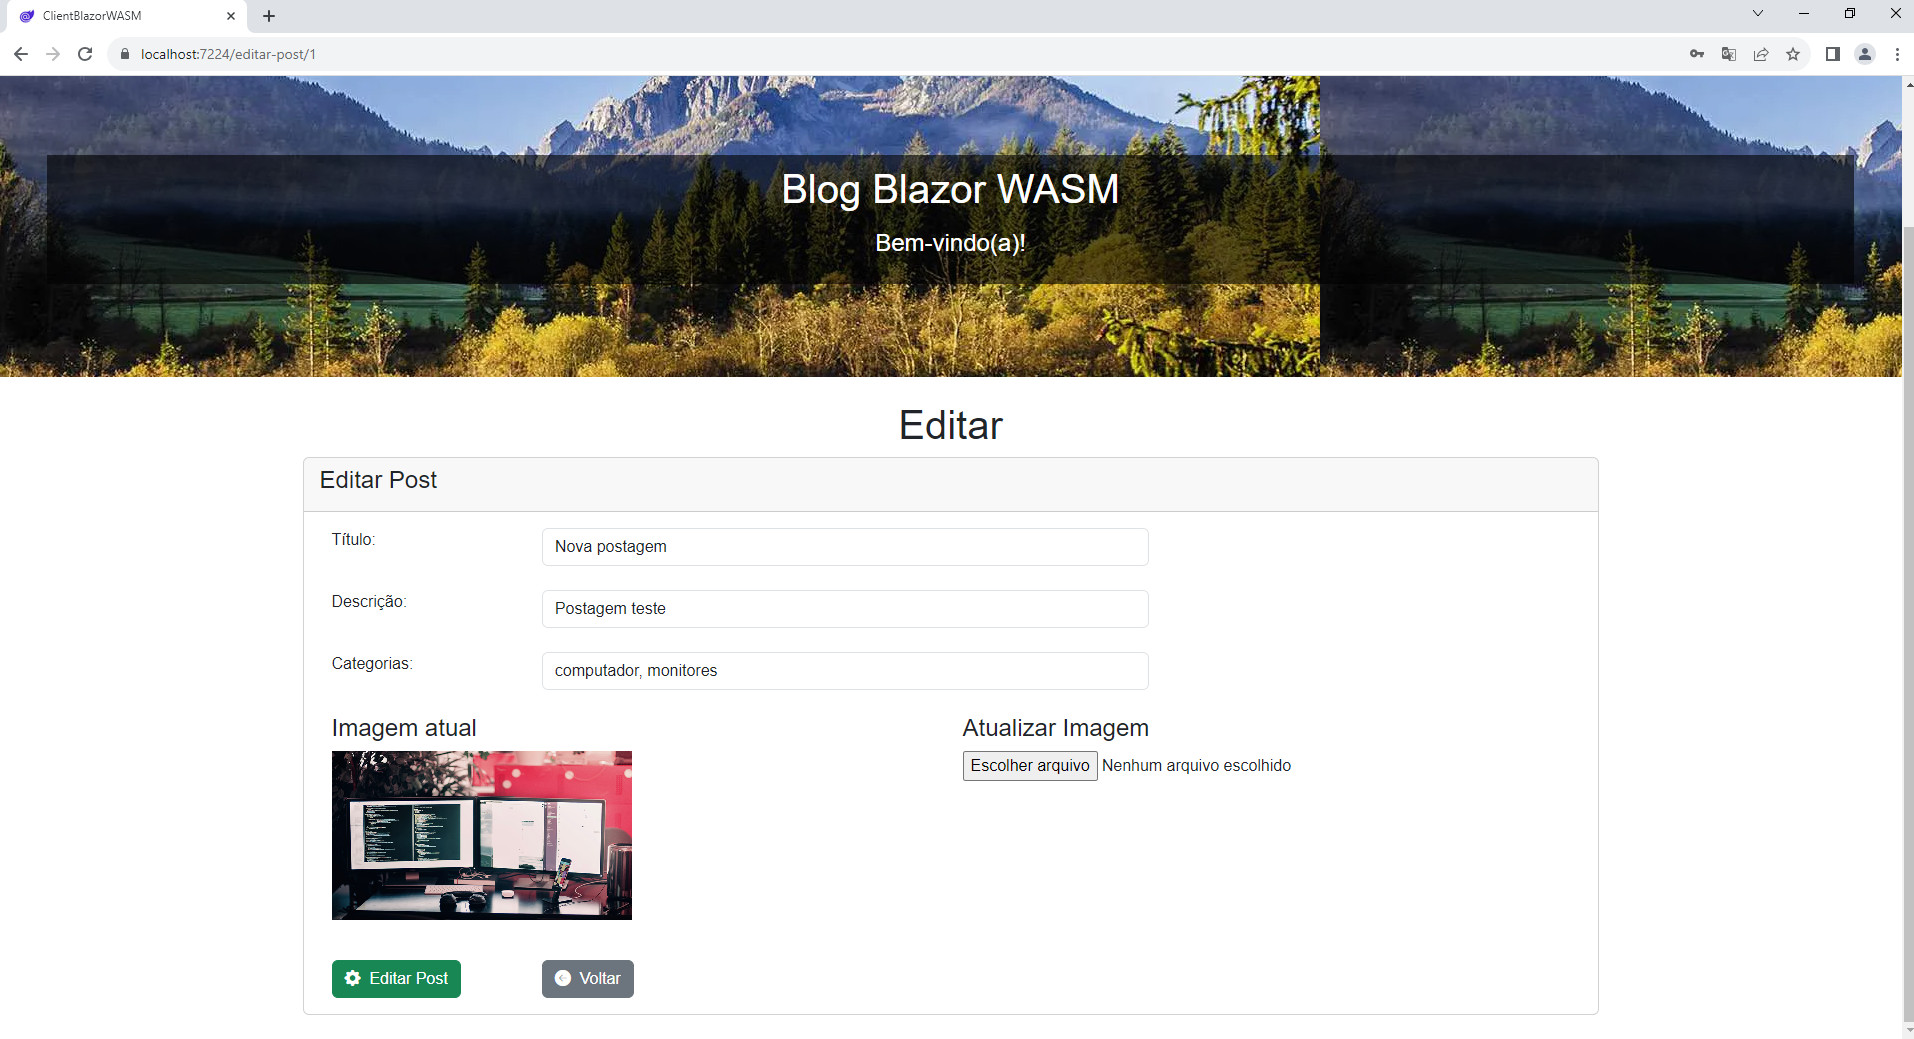 ClientBlazorWASM
localhost:7224/editar-post/1
Blog Blazor WASM
Bem-vindo(a)!
Editar
Editar Post
Título:
Nova postagem
Descrição:
Postagem teste
Categorias:
computador, monitores
Imagem atual
Atualizar Imagem
Escolher arquivo Nenhum arquivo escolhido
Editar Post
Voltar